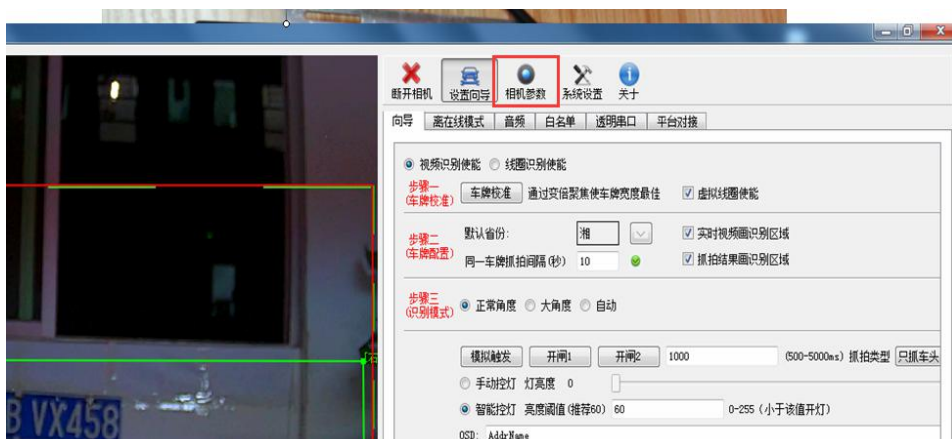 断开相机 设置向导 相机参数 系统设置 关于
向导 离在线模式 音频 白名单 透明串口 平台对接
视频识别使能 线圈识别使能
步骤一
(车牌校准) 车牌校准 通过变倍聚焦使车牌宽度最佳 虚拟线圈使能
步骤二
(车牌配置) 默认省份: 湘 实时视频画识别区域
同一车牌抓拍间隔(秒) 10 抓拍结果画识别区域
步骤三
(识别模式) 正常角度 大角度 自动
模拟触发 开闸1 开闸2 1000 (500-5000ms) 抓拍类型 只抓车头
手动控灯 灯亮度 0
智能控灯 亮度阈值(推荐60) 60 0-255 (小于该值开灯)
OSD: AddrName
B VX458